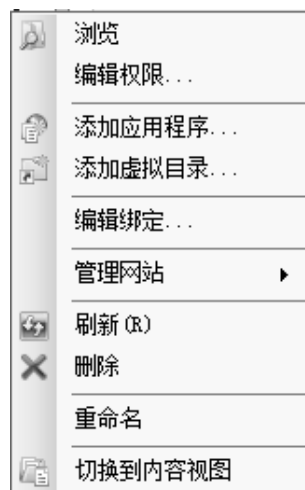 浏览
编辑权限...
添加应用程序...
添加虚拟目录...
编辑绑定...
管理网站
刷新(R)
删除
重命名
切换到内容视图